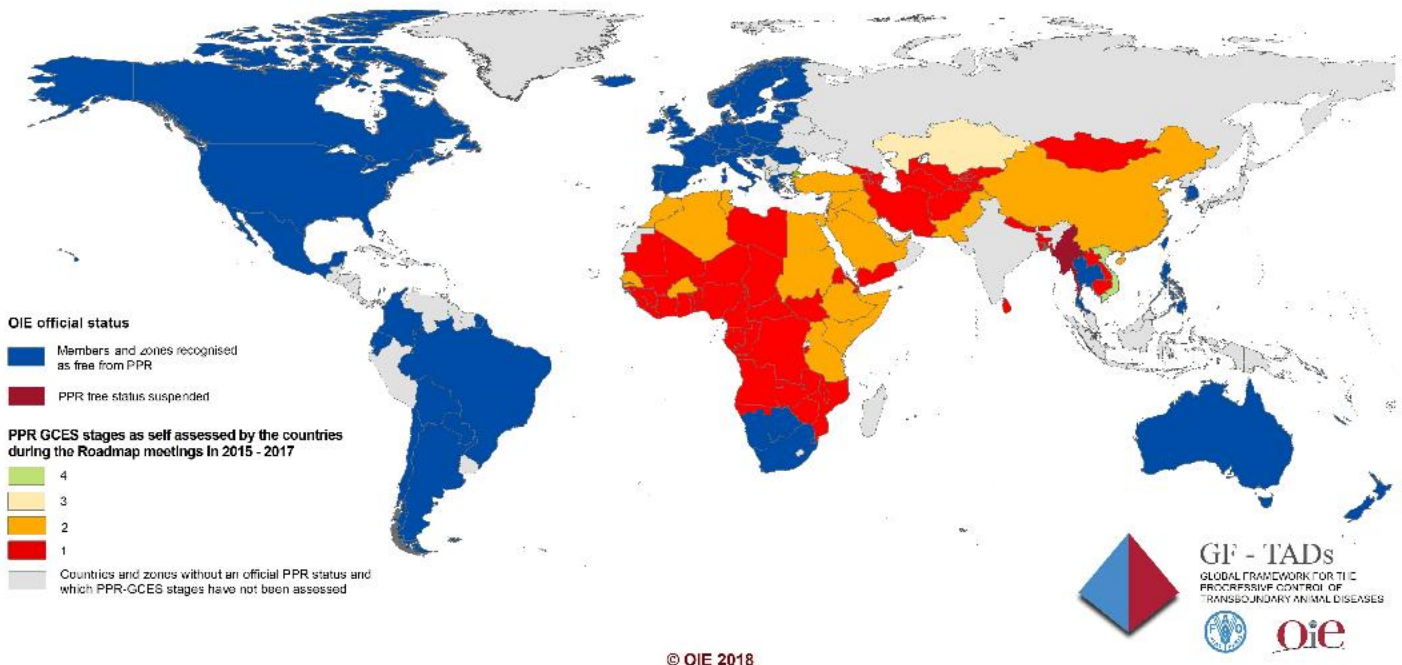 OIE official status
Members and zones recognised
as free from PPR
PPR free status suspended
PPR GCES stages as self assessed by the countries
during the Roadmap meetings in 2015 - 2017
4
3
2
1
Countries and zones without an official PPR status and
which PPR-GCES stages have not been assessed
GF - TADs
GLOBAL FRAMEWORK FOR THE
PROGRESSIVE CONTROL OF
TRANSBOUNDARY ANIMAL DISEASES
FAO
Oie
© OIE 2018